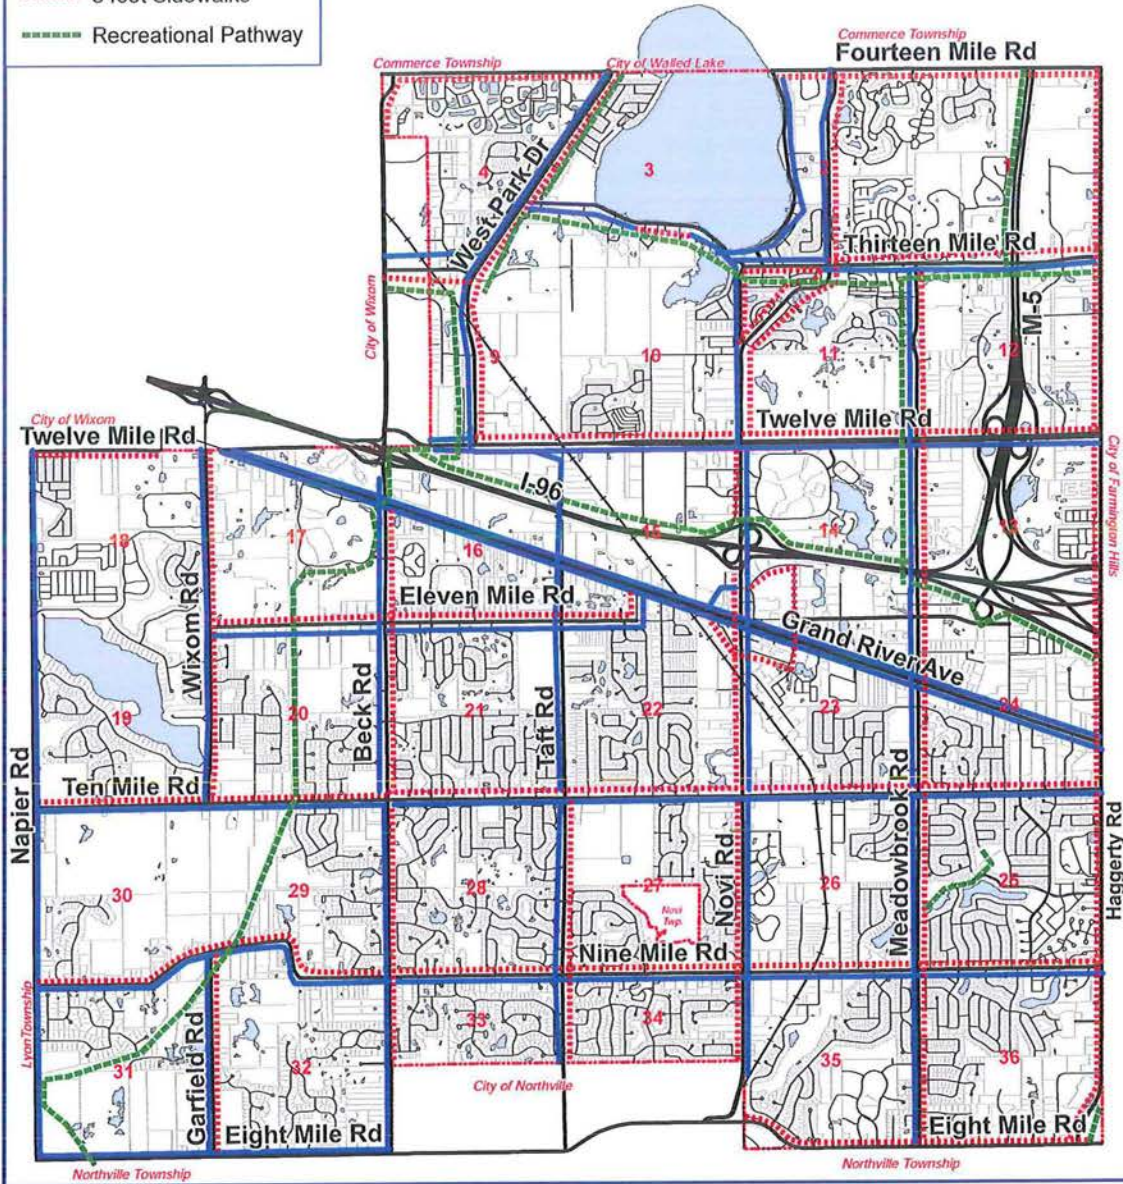 Recreational Pathway
Commerce Township
City of Walled Lake
Commerce Township
Fourteen Mile Rd
4
3
2
1
West Park Dr
Thirteen Mile Rd
City of Wixom
M-5
9
10
11
12
City of Wixom
Twelve Mile Rd
Twelve Mile Rd
I-96
City of Farmington Hills
18
17
16
15
14
13
Wixom Rd
Eleven Mile Rd
Grand River Ave
19
20
Beck Rd
21
Taft Rd
22
23
24
Napier Rd
Ten Mile Rd
Meadowbrook Rd
Haggerty Rd
30
29
28
27
Novi Twp.
Novi Rd
26
25
Nine Mile Rd
Lyon Township
31
Garfield Rd
32
33
34
35
36
City of Northville
Eight Mile Rd
Eight Mile Rd
Northville Township
Northville Township